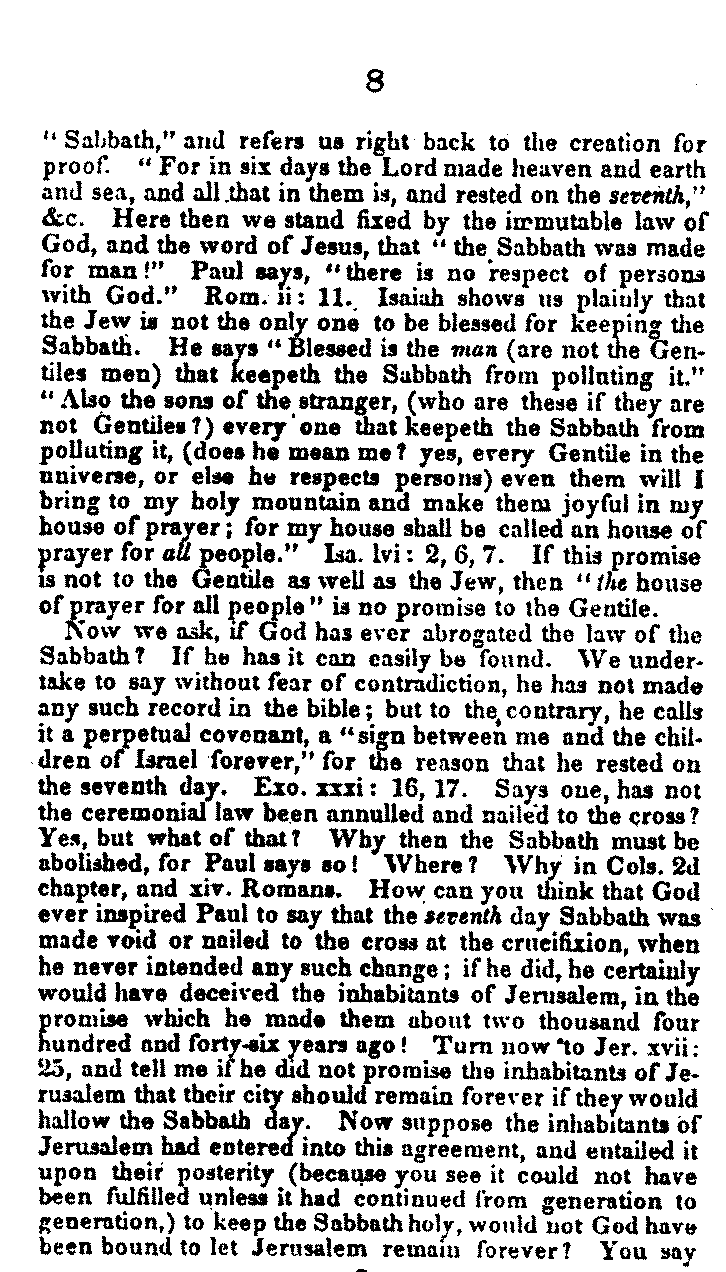 8
"Sabbath," and refers us right back to the creation for
proof. "For in six days the Lord made heaven and earth
and sea, and all that in them is, and rested on the seventh,"
&c. Here then we stand fixed by the immutable law of
God, and the word of Jesus, that "the Sabbath was made
for man!" Paul says, "there is no respect of persons
with God." Rom. ii: 11. Isaiah shows us plainly that
the Jew is not the only one to be blessed for keeping the
Sabbath. He says "Blessed is the man (are not the Gen-
tiles men) that keepeth the Sabbath from polluting it."
"Also the sons of the stranger, (who are these if they are
not Gentiles?) every one that keepeth the Sabbath from
polluting it, (does he mean me? yes, every Gentile in the
universe, or else he respects persons) even them will I
bring to my holy mountain and make them joyful in my
house of prayer; for my house shall be called an house of
prayer for all people." Isa. lvi: 2, 6, 7. If this promise
is not to the Gentile as well as the Jew, then "the house
of prayer for all people" is no promise to the Gentile.
Now we ask, if God has ever abrogated the law of the
Sabbath? If he has it can easily be found. We under-
take to say without fear of contradiction, he has not made
any such record in the bible; but to the contrary, he calls
it a perpetual covenant, a "sign between me and the chil-
dren of Israel forever," for the reason that he rested on
the seventh day. Exo. xxxi: 16, 17. Says one, has not
the ceremonial law been annulled and nailed to the cross?
Yes, but what of that? Why then the Sabbath must be
abolished, for Paul says so! Where? Why in Cols. 2d
chapter, and xiv. Romans. How can you think that God
ever inspired Paul to say that the seventh day Sabbath was
made void or nailed to the cross at the crucifixion, when
he never intended any such change; if he did, he certainly
would have deceived the inhabitants of Jerusalem, in the
promise which he made them about two thousand four
hundred and forty-six years ago! Turn now to Jer. xvii:
25, and tell me if he did not promise the inhabitants of Je-
rusalem that their city should remain forever if they would
hallow the Sabbath day. Now suppose the inhabitants of
Jerusalem had entered into this agreement, and entailed it
upon their posterity (because you see it could not have
been fulfilled unless it had continued from generation to
generation,) to keep the Sabbath holy, would not God have
been bound to let Jerusalem remain forever? You say